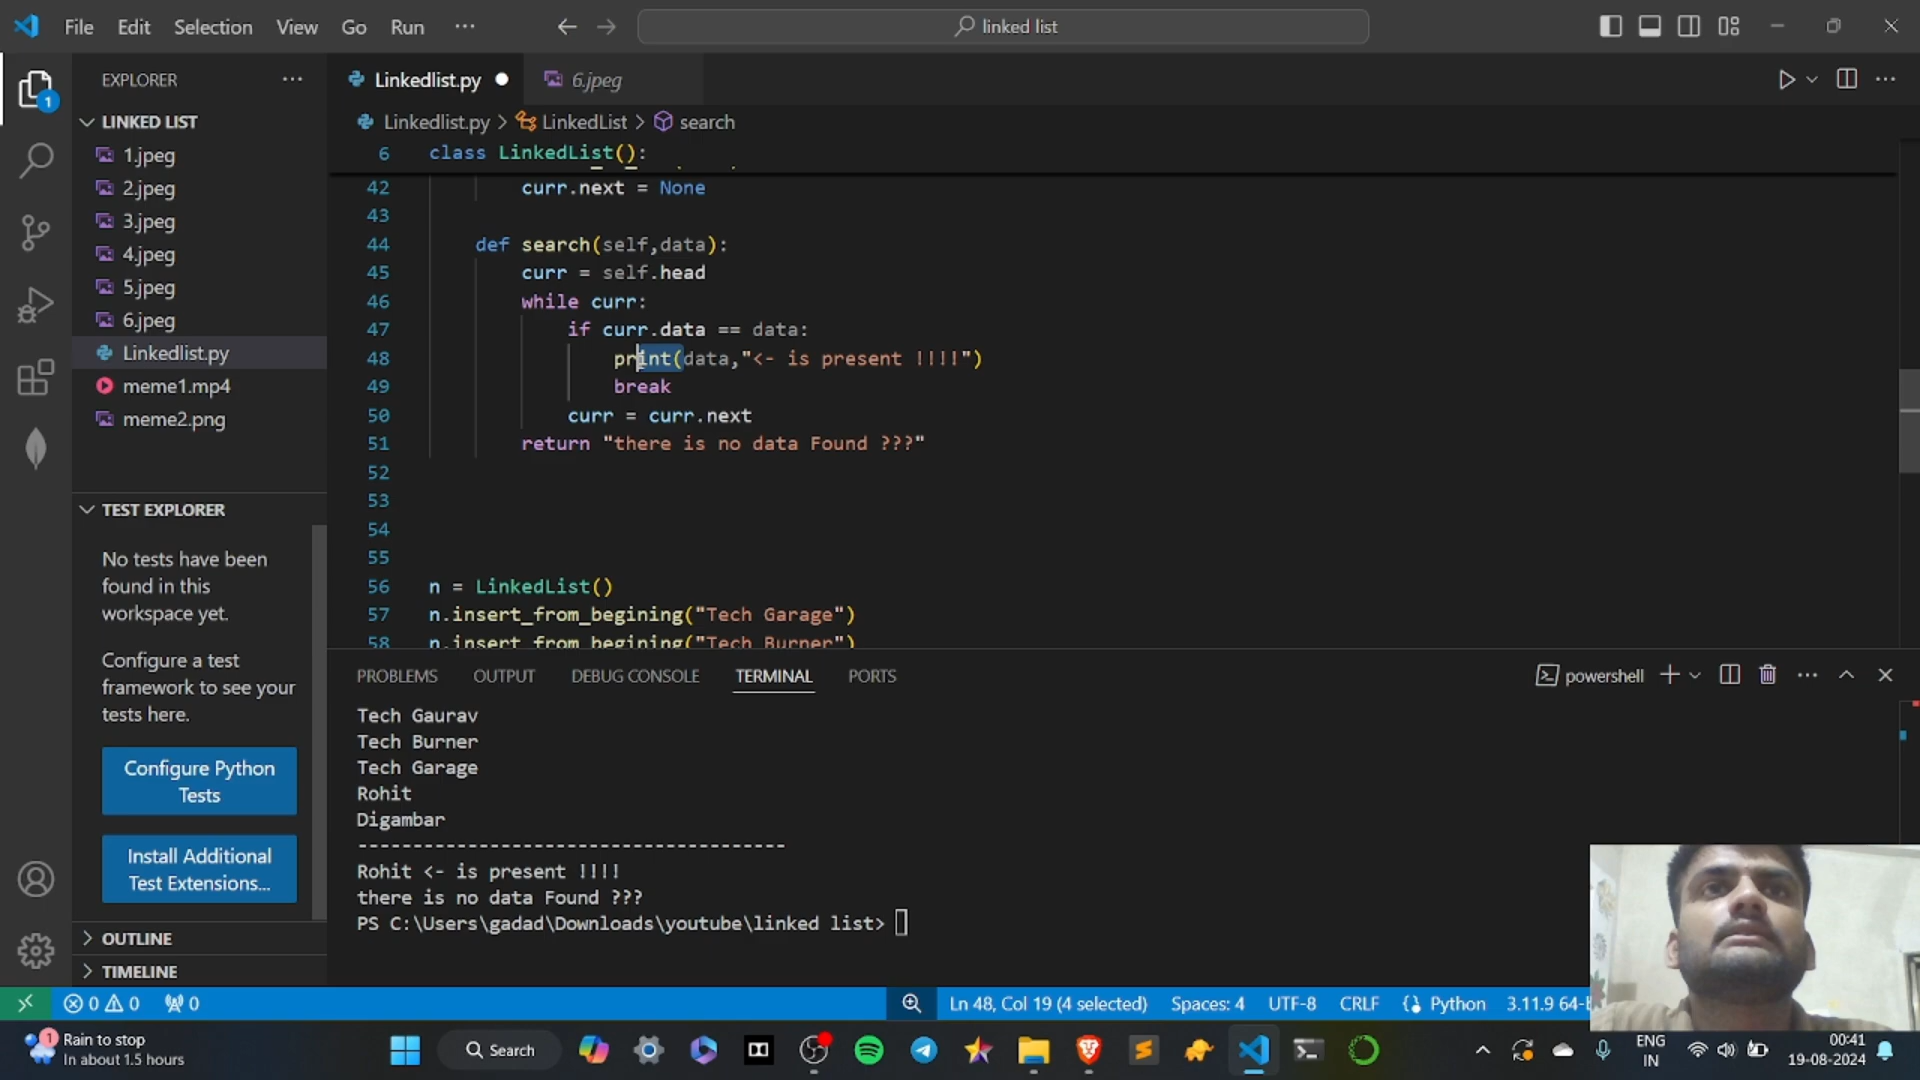 File Edit Selection View Go Run ···
linked list
EXPLORER ···
1
LINKED LIST
1.jpeg
2.jpeg
3.jpeg
4.jpeg
5.jpeg
6.jpeg
Linkedlist.py
meme1.mp4
meme2.png
TEST EXPLORER
No tests have been
found in this
workspace yet.
Configure a test
framework to see your
tests here.
Configure Python
Tests
Install Additional
Test Extensions...
OUTLINE
TIMELINE
Linkedlist.py 6.jpeg
Linkedlist.py > LinkedList > search
6 class LinkedList():
42 curr.next = None
43
44 def search(self,data):
45 curr = self.head
46 while curr:
47 if curr.data == data:
48 print(data,"<- is present !!!!")
49 break
50 curr = curr.next
51 return "there is no data Found ???"
52
53
54
55
56 n = LinkedList()
57 n.insert_from_begining("Tech Garage")
58 n.insert_from_begining("Tech Burner")
PROBLEMS OUTPUT DEBUG CONSOLE TERMINAL PORTS
powershell
Tech Gaurav
Tech Burner
Tech Garage
Rohit
Digambar
---------------------------------------
Rohit <- is present !!!!
there is no data Found ???
PS C:\Users\gadad\Downloads\youtube\linked list>
0 0 0 Ln 48, Col 19 (4 selected) Spaces: 4 UTF-8 CRLF Python 3.11.9 64-
1 Rain to stop
In about 1.5 hours
Search
ENG
IN
00:41
19-08-2024